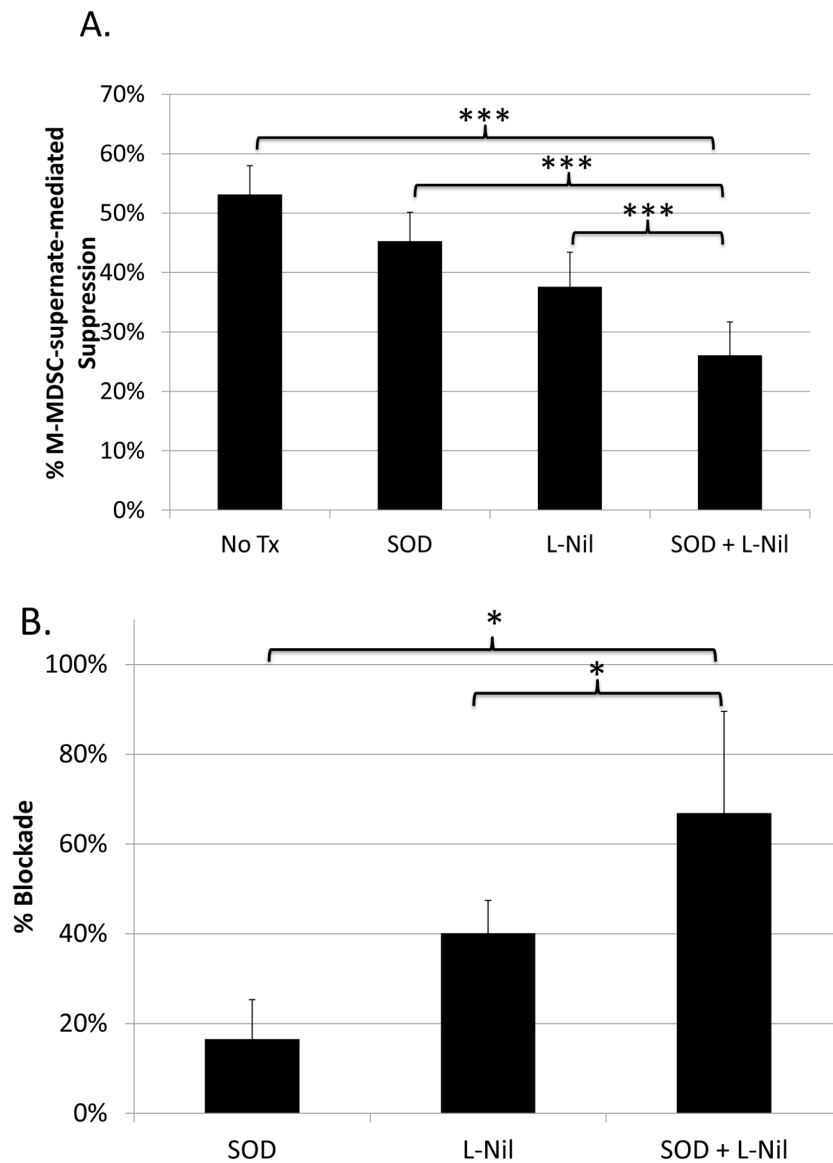 A.
70%
60%
50%
40%
30%
20%
10%
0%
% M-MDSC-supernate-mediated
Suppression
***
***
***
No Tx
SOD
L-Nil
SOD + L-Nil
B.
100%
80%
60%
40%
20%
0%
% Blockade
*
*
SOD
L-Nil
SOD + L-Nil